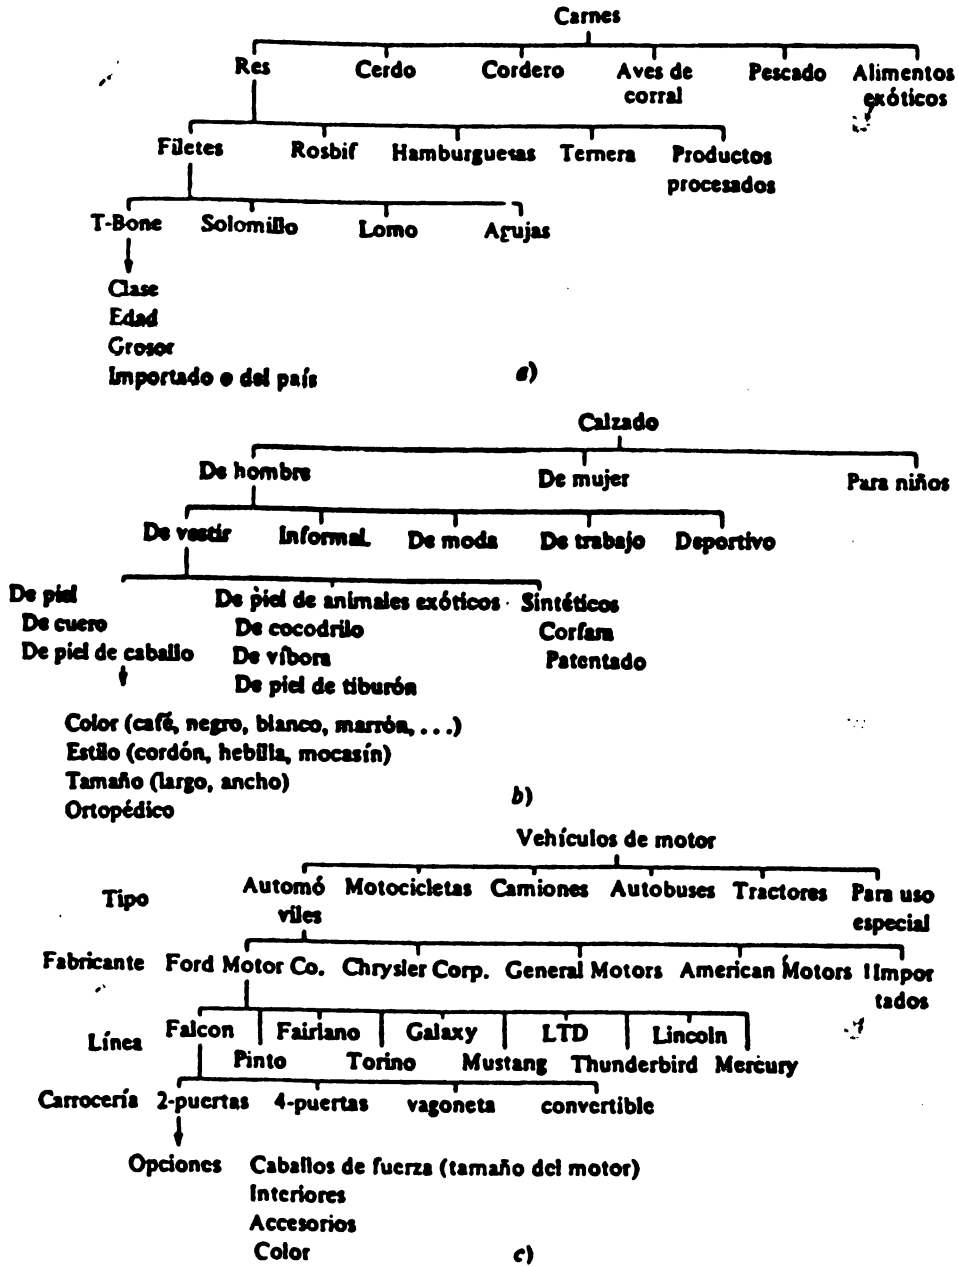 Carnes
Res Cerdo Cordero Aves de corral Pescado Alimentos exóticos
Filetes Rosbif Hamburguesas Ternera Productos procesados
T-Bone Solomillo Lomo Agujas
Clase
Edad
Grosor
Importado o del país
a)
Calzado
De hombre De mujer Para niños
De vestir Informal De moda De trabajo Deportivo
De piel De piel de animales exóticos Sintéticos
De cuero De cocodrilo Corfam
De piel de caballo De víbora Patentado
De piel de tiburón
Color (café, negro, blanco, marrón, . . .)
Estilo (cordón, hebilla, mocasín)
Tamaño (largo, ancho)
Ortopédico
b)
Vehículos de motor
Tipo Automó viles Motocicletas Camiones Autobuses Tractores Para uso especial
Fabricante Ford Motor Co. Chrysler Corp. General Motors American Motors Impor tados
Línea Falcon Fairlano Galaxy LTD Lincoln
Pinto Torino Mustang Thunderbird Mercury
Carrocería 2-puertas 4-puertas vagoneta convertible
Opciones Caballos de fuerza (tamaño del motor)
Interiores
Accesorios
Color
c)